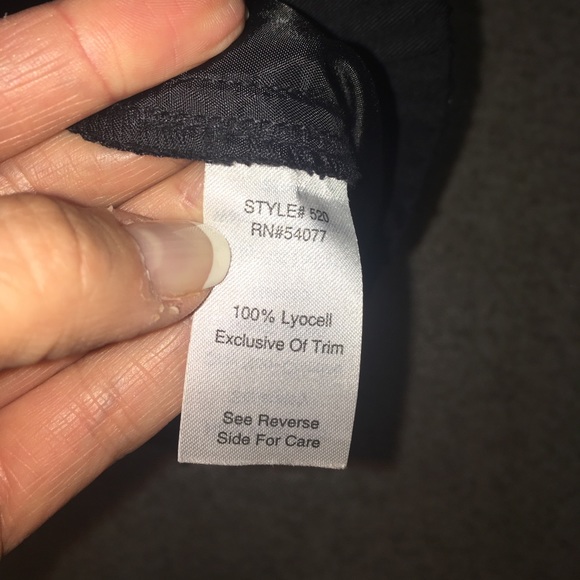 STYLE# 520
RN#54077
100% Lyocell
Exclusive Of Trim
See Reverse
Side For Care